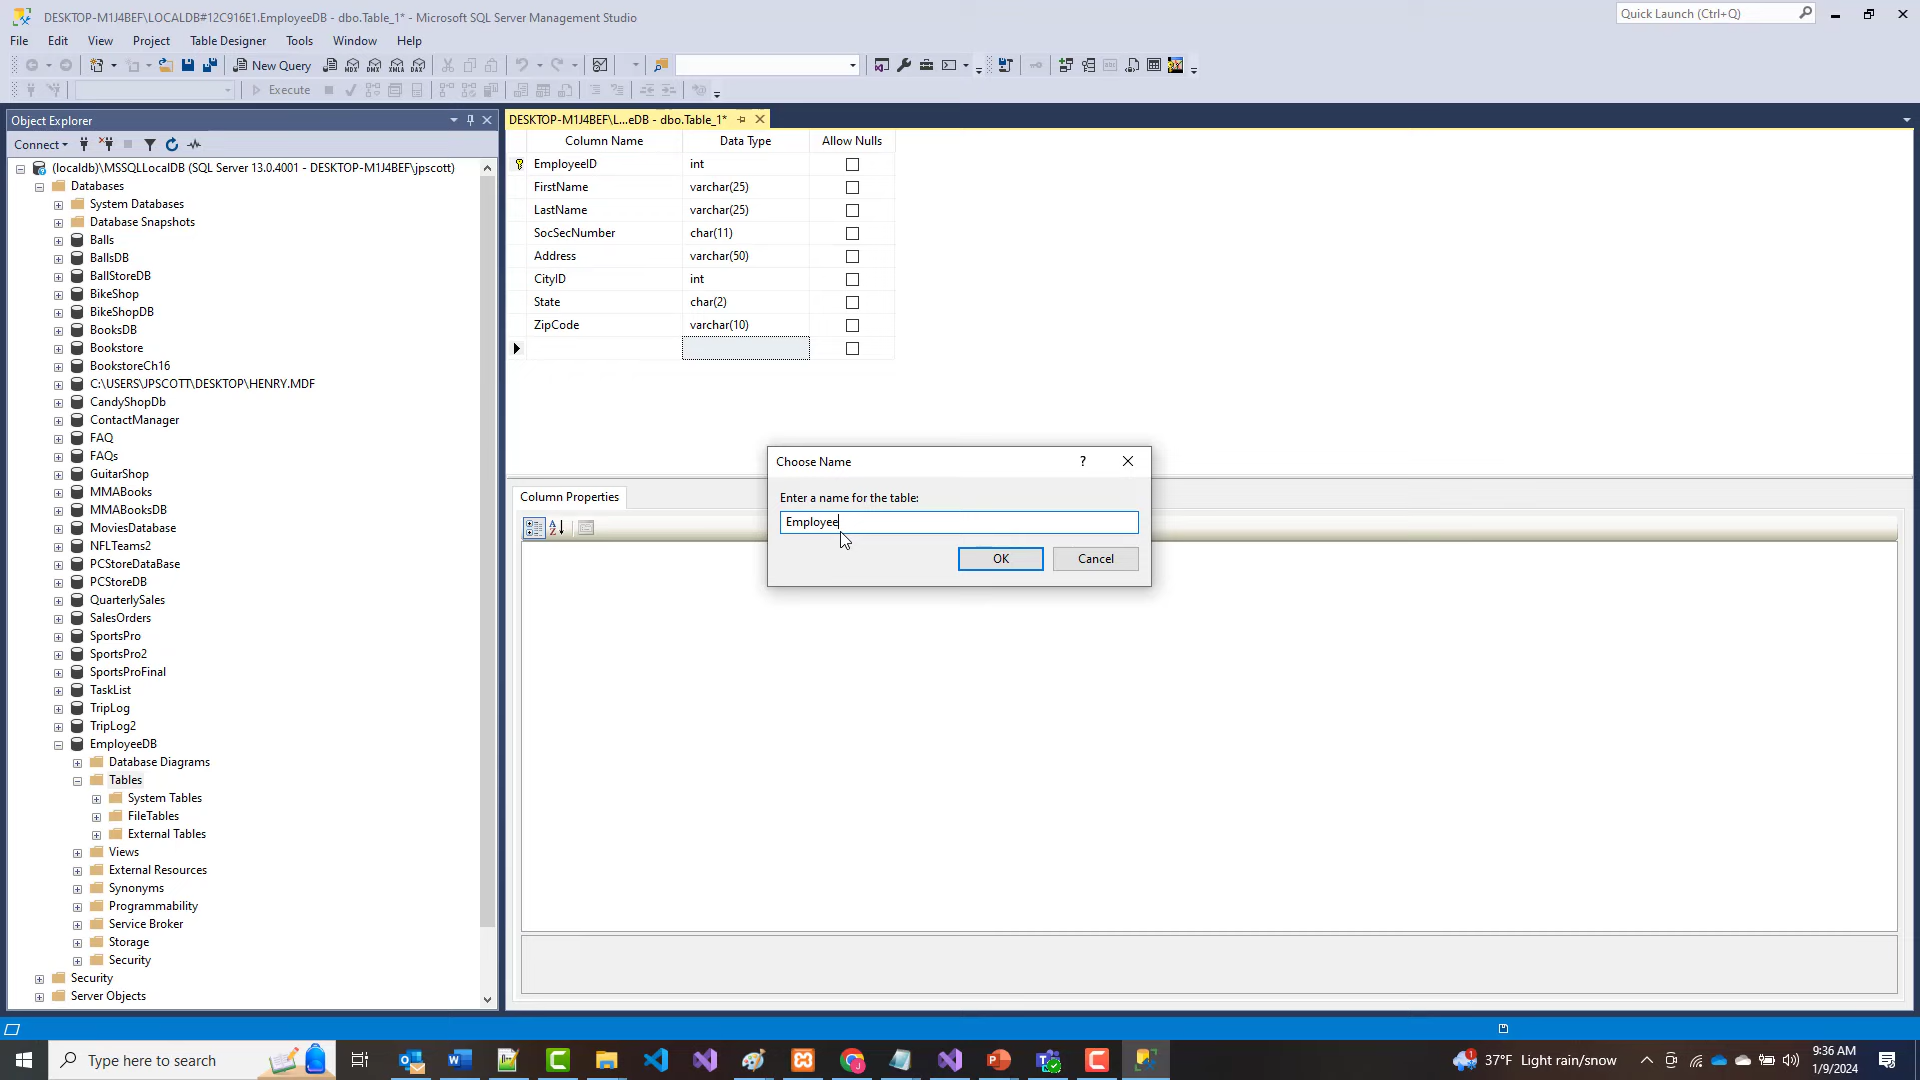 DESKTOP-M1J4BEF\LOCALDB#12C916E1.EmployeeDB - dbo.Table_1* - Microsoft SQL Server Management Studio
Quick Launch (Ctrl+Q)
File Edit View Project Table Designer Tools Window Help
New Query
MDX DMX XMLA DAX
Execute
Object Explorer
DESKTOP-M1J4BEF\L...eDB - dbo.Table_1*
Connect
Column Name Data Type Allow Nulls
EmployeeID int
FirstName varchar(25)
LastName varchar(25)
SocSecNumber char(11)
Address varchar(50)
CityID int
State char(2)
ZipCode varchar(10)
(localdb)\MSSQLLocalDB (SQL Server 13.0.4001 - DESKTOP-M1J4BEF\jpscott)
Databases
System Databases
Database Snapshots
Balls
BallsDB
BallStoreDB
BikeShop
BikeShopDB
BooksDB
Bookstore
BookstoreCh16
C:\USERS\JPSCOTT\DESKTOP\HENRY.MDF
CandyShopDb
ContactManager
FAQ
FAQs
GuitarShop
MMABooks
MMABooksDB
MoviesDatabase
NFLTeams2
PCStoreDataBase
PCStoreDB
QuarterlySales
SalesOrders
SportsPro
SportsPro2
SportsProFinal
TaskList
TripLog
TripLog2
EmployeeDB
Database Diagrams
Tables
System Tables
FileTables
External Tables
Views
External Resources
Synonyms
Programmability
Service Broker
Storage
Security
Security
Server Objects
Choose Name
?
Enter a name for the table:
Employee
OK Cancel
Column Properties
Type here to search
37°F Light rain/snow
9:36 AM
1/9/2024